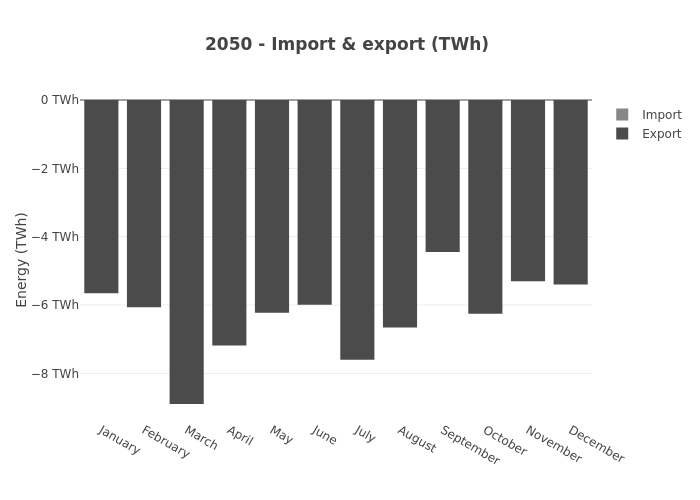 2050 - Import & export (TWh)
0 TWh
−2 TWh
−4 TWh
−6 TWh
−8 TWh
Energy (TWh)
January
February
March
April
May
June
July
August
September
October
November
December
Import
Export